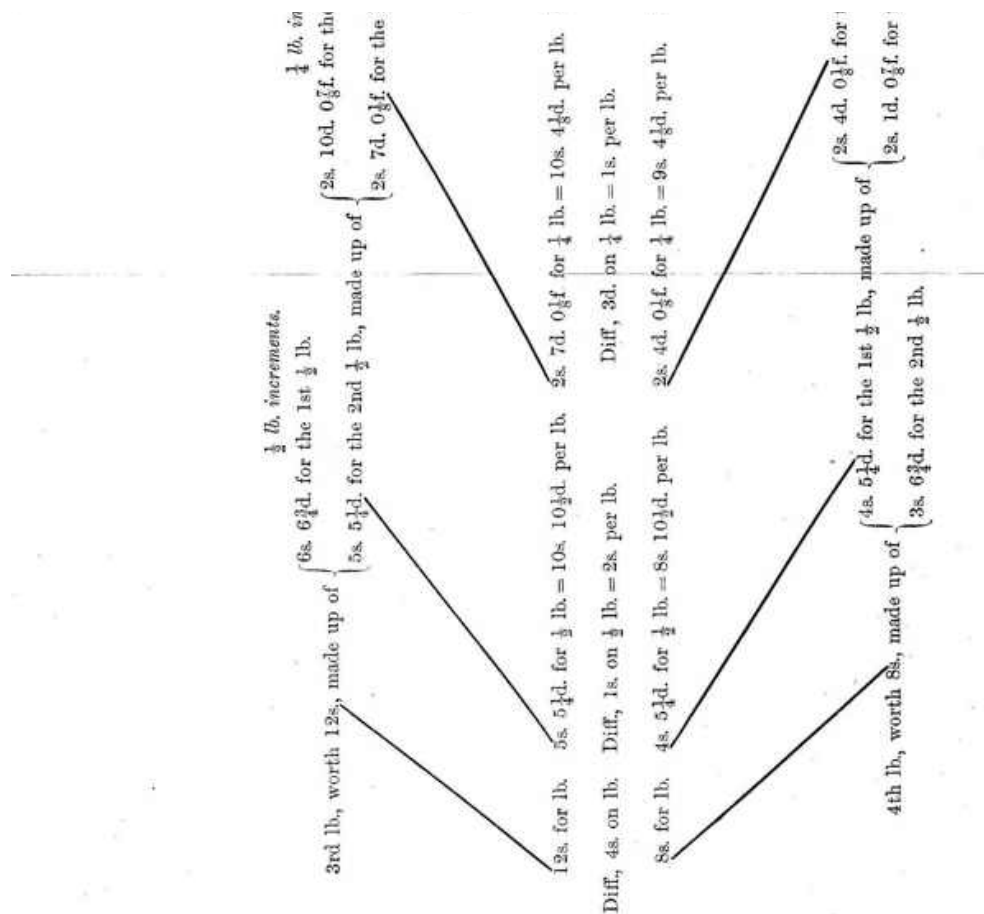 ½ lb. increments.
¼ lb. in
3rd lb., worth 12s., made up of
6s. 6¾d. for the 1st ½ lb.
5s. 5¼d. for the 2nd ½ lb., made up of
2s. 10d. 0⅞f. for the
2s. 7d. 0⅛f. for the
12s. for lb.
5s. 5¼d. for ½ lb. = 10s. 10½d. per lb.
2s. 7d. 0⅛f. for ¼ lb. = 10s. 4⅛d. per lb.
Diff., 4s. on lb.
Diff., 1s. on ½ lb. = 2s. per lb.
Diff., 3d. on ¼ lb. = 1s. per lb.
8s. for lb.
4s. 5¼d. for ½ lb. = 8s. 10½d. per lb.
2s. 4d. 0⅛f. for ¼ lb. = 9s. 4⅛d. per lb.
4th lb., worth 8s., made up of
4s. 5¼d. for the 1st ½ lb., made up of
3s. 6¾d. for the 2nd ½ lb.
2s. 4d. 0⅛f. for
2s. 1d. 0⅞f. for